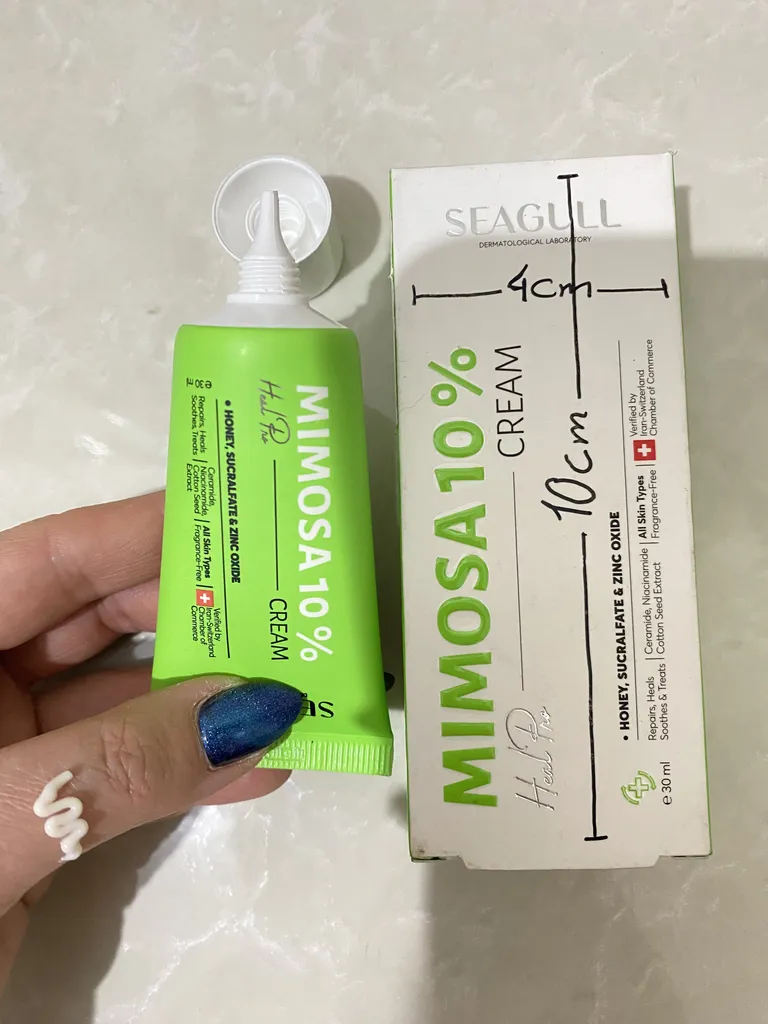 MIMOSA 10 %
Heal Pro
CREAM
• HONEY, SUCRALFATE & ZINC OXIDE
Repairs, Heals
Soothes, Treats
Ceramide,
Niacinamide,
Cotton Seed
Extract
All Skin Types
Fragrance-Free
Verified by
Iran-Switzerland
Chamber of
Commerce
e 30
SE
SEAGULL
DERMATOLOGICAL LABORATORY
4cm
10cm
MIMOSA 10 %
Heal Pro
CREAM
• HONEY, SUCRALFATE & ZINC OXIDE
Repairs, Heals
Soothes & Treats
Ceramide, Niacinamide
Cotton Seed Extract
All Skin Types
Fragrance-Free
Verified by
Iran-Switzerland
Chamber of Commerce
e 30 ml